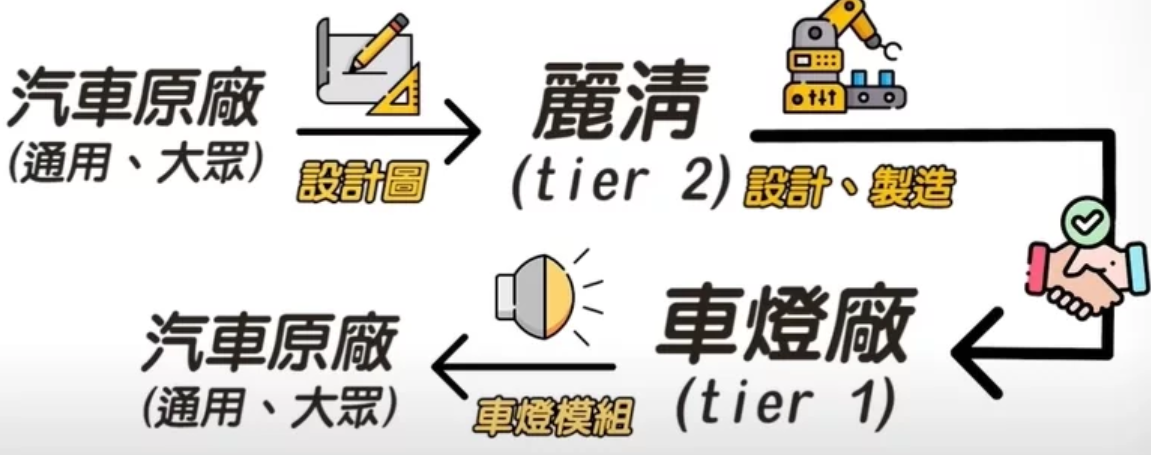 汽車原廠
(通用、大眾)
設計圖
麗清
(tier 2)
設計、製造
車燈廠
(tier 1)
車燈模組
汽車原廠
(通用、大眾)